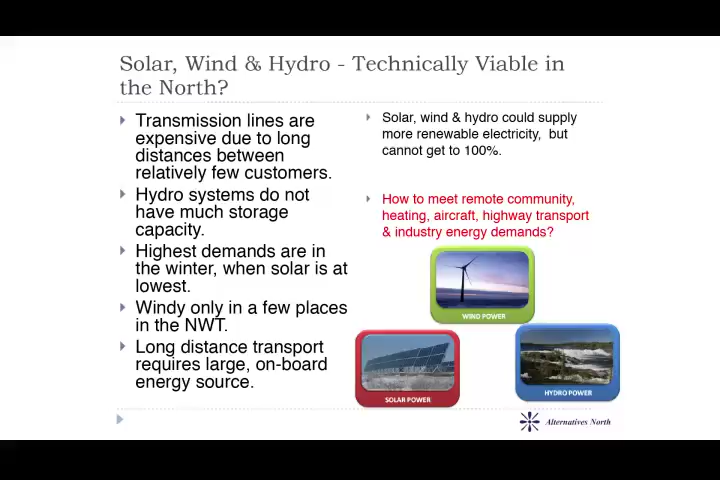 Solar, Wind & Hydro - Technically Viable in
the North?
Transmission lines are
expensive due to long
distances between
relatively few customers.
Hydro systems do not
have much storage
capacity.
Highest demands are in
the winter, when solar is at
lowest.
Windy only in a few places
in the NWT.
Long distance transport
requires large, on-board
energy source.
Solar, wind & hydro could supply
more renewable electricity, but
cannot get to 100%.
How to meet remote community,
heating, aircraft, highway transport
& industry energy demands?
WIND POWER
SOLAR POWER
HYDRO POWER
Alternatives North